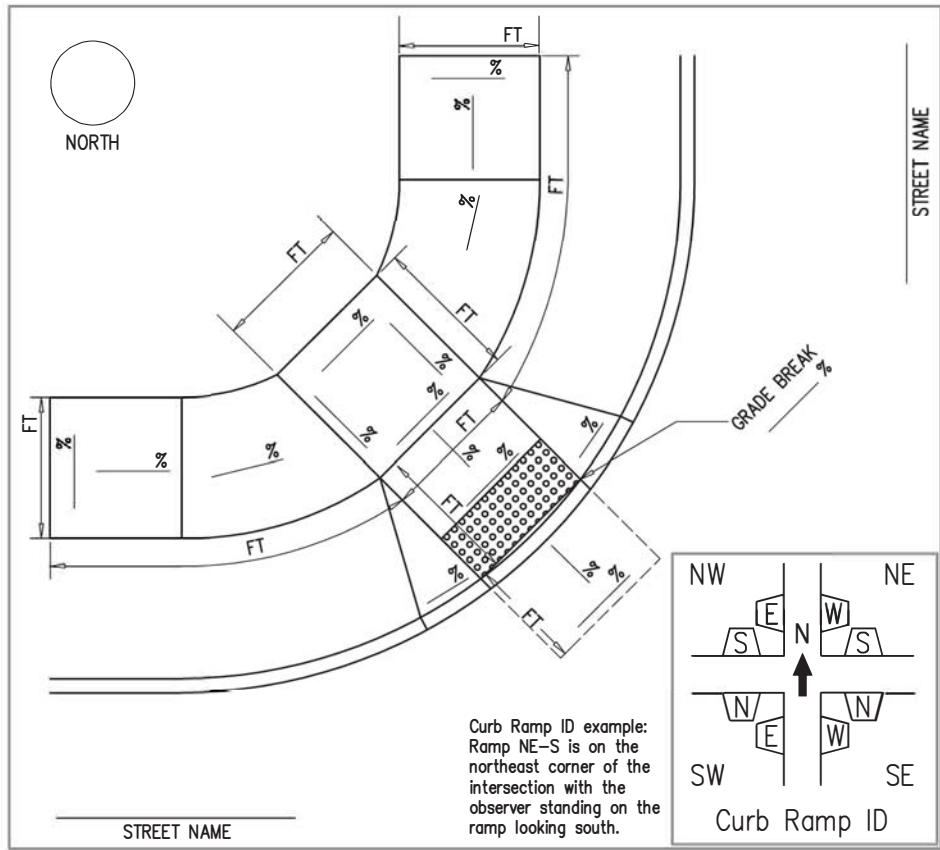 FT
%
NORTH
%
FT
STREET NAME
%
FT
FT
%
%
GRADE BREAK
%
%
FT
FT
%
%
%
%
%
%
%
%
FT
FT
%
%
%
FT
NW
NE
E
N
W
S
S
N
N
E
W
SW
SE
Curb Ramp ID
Curb Ramp ID example:
Ramp NE-S is on the
northeast corner of the
intersection with the
observer standing on the
ramp looking south.
STREET NAME